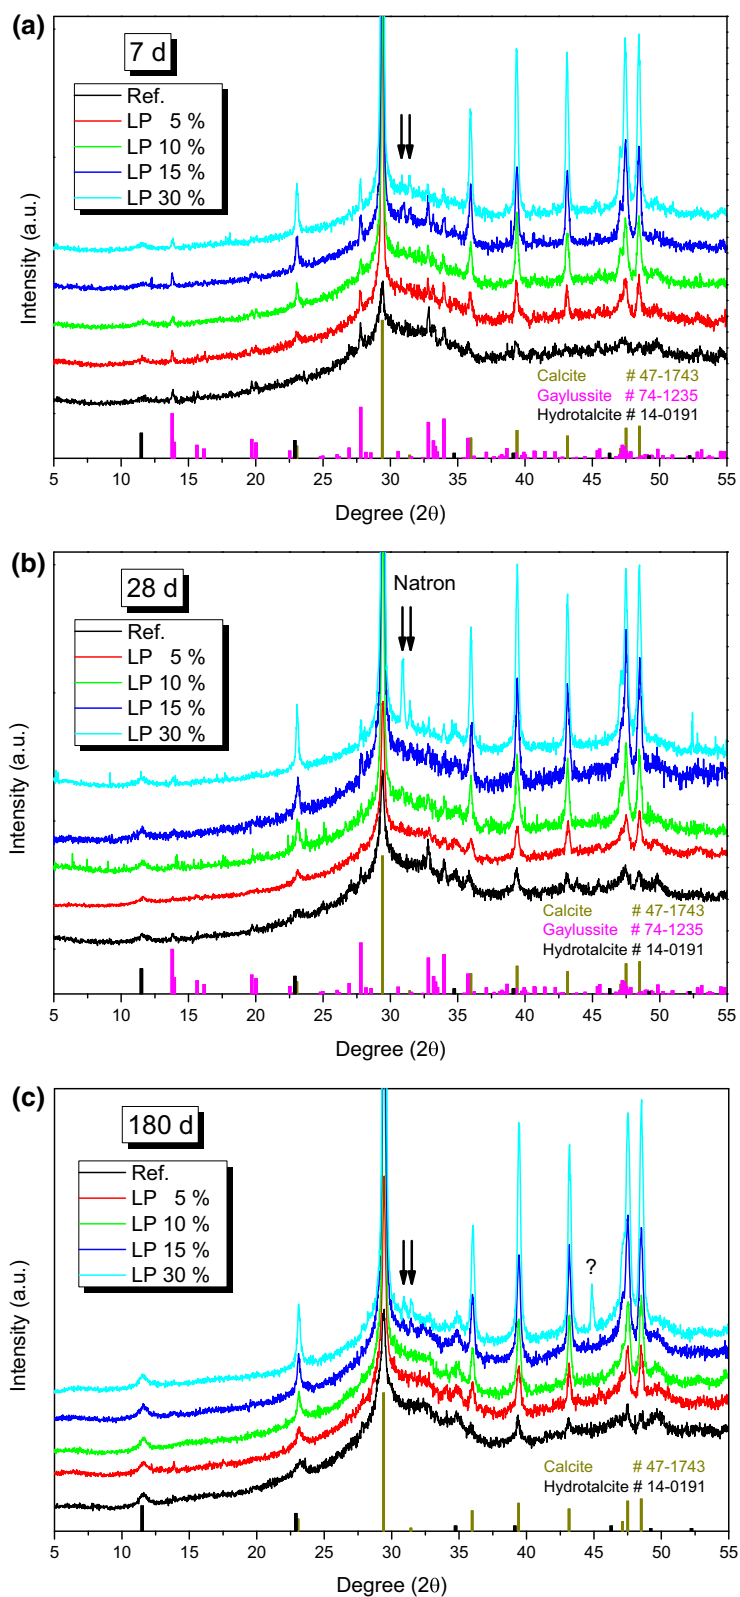 (a)
7 d
Ref.
LP 5 %
LP 10 %
LP 15 %
LP 30 %
Intensity (a.u.)
Calcite # 47-1743
Gaylussite # 74-1235
Hydrotalcite # 14-0191
5 10 15 20 25 30 35 40 45 50 55
Degree (2θ)
(b)
28 d
Natron
Ref.
LP 5 %
LP 10 %
LP 15 %
LP 30 %
Intensity (a.u.)
Calcite # 47-1743
Gaylussite # 74-1235
Hydrotalcite # 14-0191
5 10 15 20 25 30 35 40 45 50 55
Degree (2θ)
(c)
180 d
Ref.
LP 5 %
LP 10 %
LP 15 %
LP 30 %
?
Intensity (a.u.)
Calcite # 47-1743
Hydrotalcite # 14-0191
5 10 15 20 25 30 35 40 45 50 55
Degree (2θ)